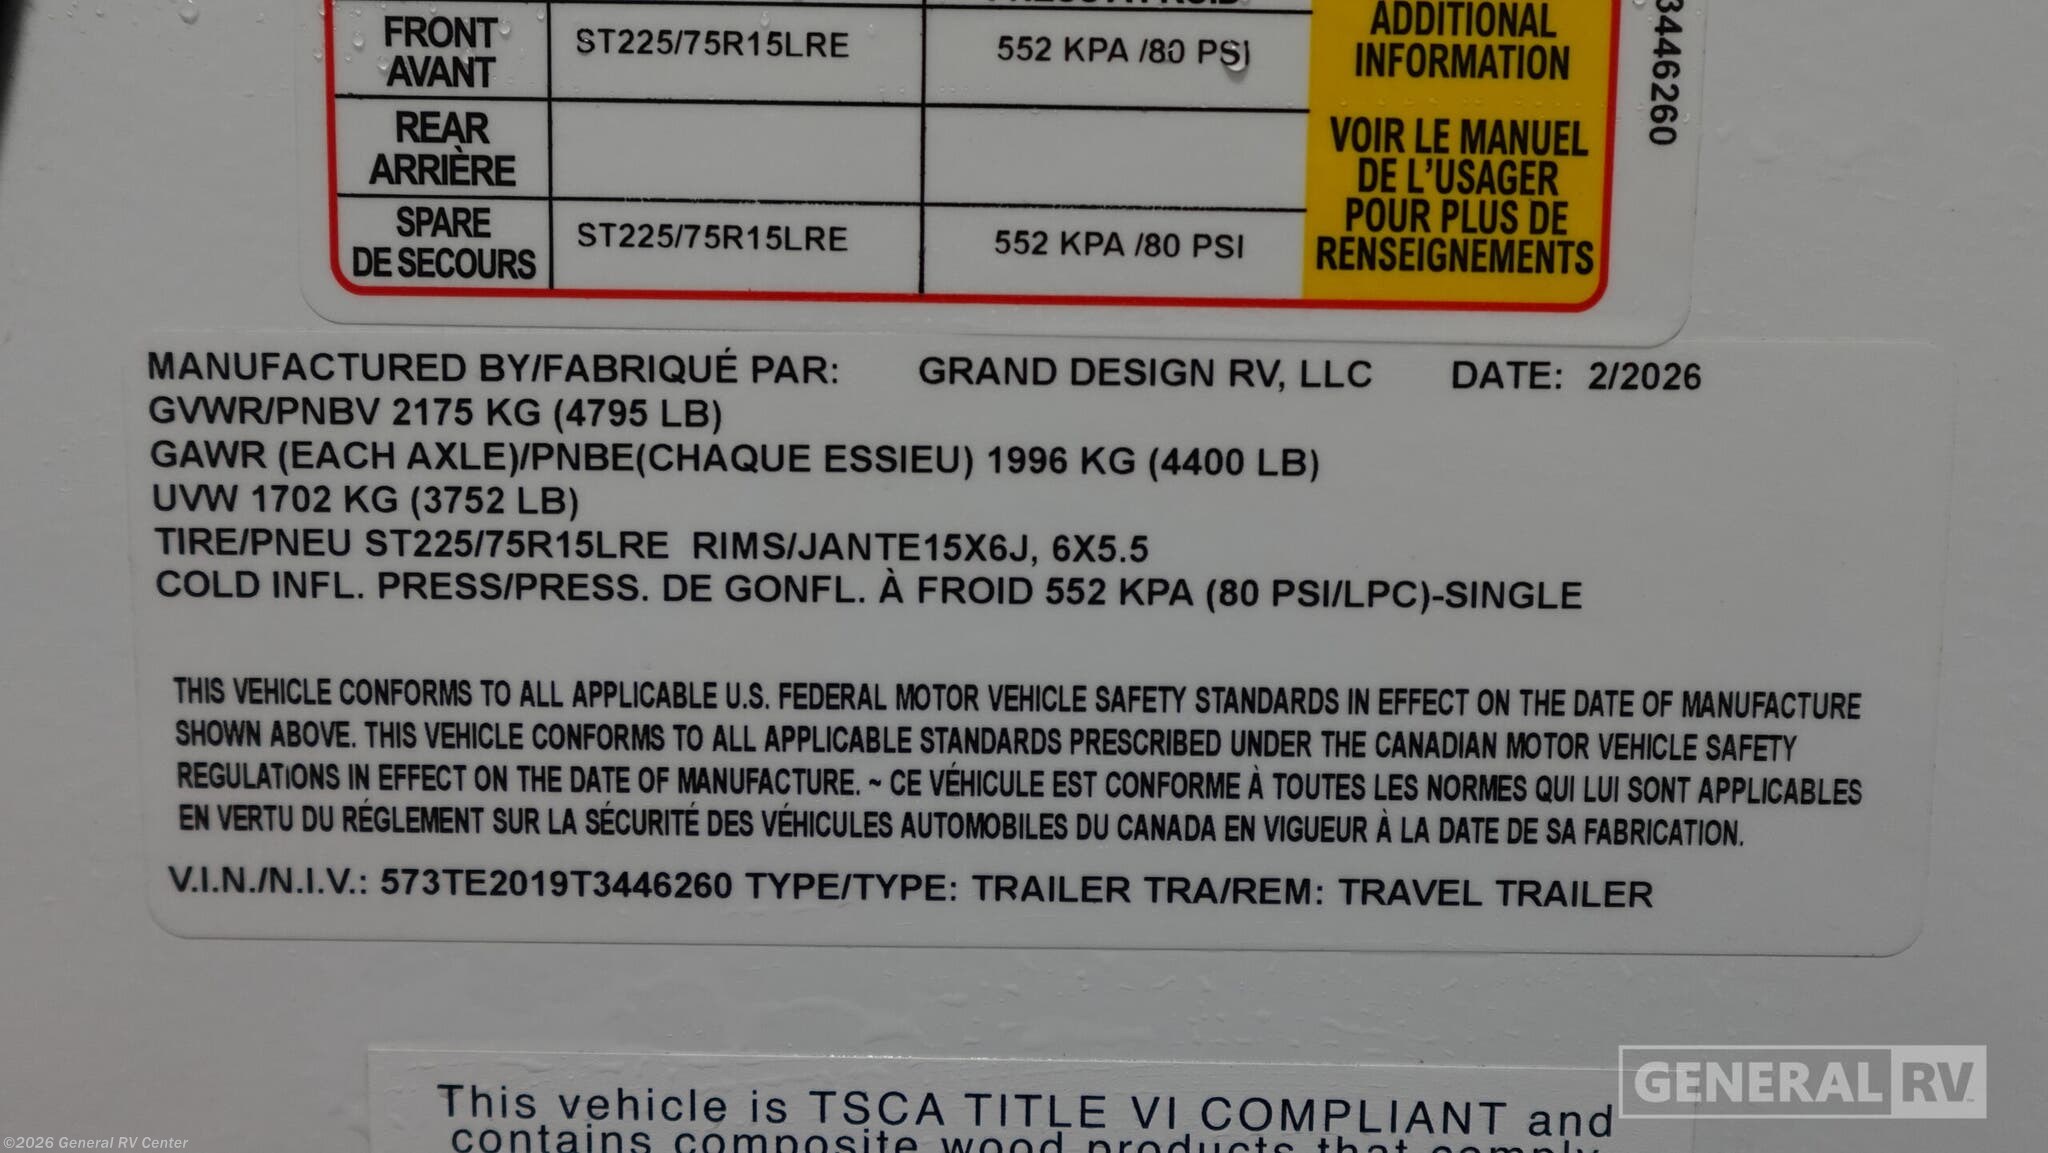 FRONT
AVANT
ST225/75R15LRE
552 KPA /80 PSI
ADDITIONAL
INFORMATION
REAR
ARRIÈRE
VOIR LE MANUEL
DE L'USAGER
POUR PLUS DE
RENSEIGNEMENTS
SPARE
DE SECOURS
ST225/75R15LRE
552 KPA /80 PSI
3446260
MANUFACTURED BY/FABRIQUÉ PAR: GRAND DESIGN RV, LLC DATE: 2/2026
GVWR/PNBV 2175 KG (4795 LB)
GAWR (EACH AXLE)/PNBE(CHAQUE ESSIEU) 1996 KG (4400 LB)
UVW 1702 KG (3752 LB)
TIRE/PNEU ST225/75R15LRE RIMS/JANTE15X6J, 6X5.5
COLD INFL. PRESS/PRESS. DE GONFL. À FROID 552 KPA (80 PSI/LPC)-SINGLE
THIS VEHICLE CONFORMS TO ALL APPLICABLE U.S. FEDERAL MOTOR VEHICLE SAFETY STANDARDS IN EFFECT ON THE DATE OF MANUFACTURE
SHOWN ABOVE. THIS VEHICLE CONFORMS TO ALL APPLICABLE STANDARDS PRESCRIBED UNDER THE CANADIAN MOTOR VEHICLE SAFETY
REGULATIONS IN EFFECT ON THE DATE OF MANUFACTURE. ~ CE VÉHICULE EST CONFORME À TOUTES LES NORMES QUI LUI SONT APPLICABLES
EN VERTU DU RÉGLEMENT SUR LA SÉCURITÉ DES VÉHICULES AUTOMOBILES DU CANADA EN VIGUEUR À LA DATE DE SA FABRICATION.
V.I.N./N.I.V.: 573TE2019T3446260 TYPE/TYPE: TRAILER TRA/REM: TRAVEL TRAILER
This vehicle is TSCA TITLE VI COMPLIANT and
contains composite wood products that comply
GENERAL RV
©2026 General RV Center